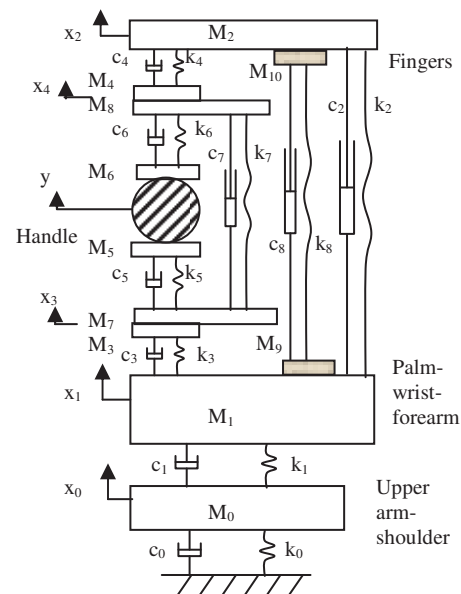 x2 M2
c4 k4 Fingers
M4 M10
x4 M8 c2 k2
c6 k6 c7 k7
M6
y
Handle
M5 c8 k8
c5 k5
x3 M7
M3 c3 k3 M9
x1 M1 Palm-
wrist-
forearm
c1 k1
x0 M0 Upper
arm-
shoulder
c0 k0